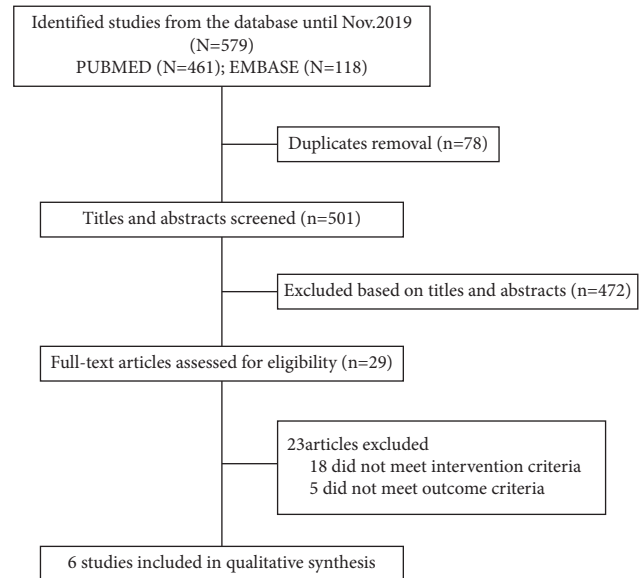 Identified studies from the database until Nov.2019
(N=579)
PUBMED (N=461); EMBASE (N=118)
Duplicates removal (n=78)
Titles and abstracts screened (n=501)
Excluded based on titles and abstracts (n=472)
Full-text articles assessed for eligibility (n=29)
23articles excluded
18 did not meet intervention criteria
5 did not meet outcome criteria
6 studies included in qualitative synthesis